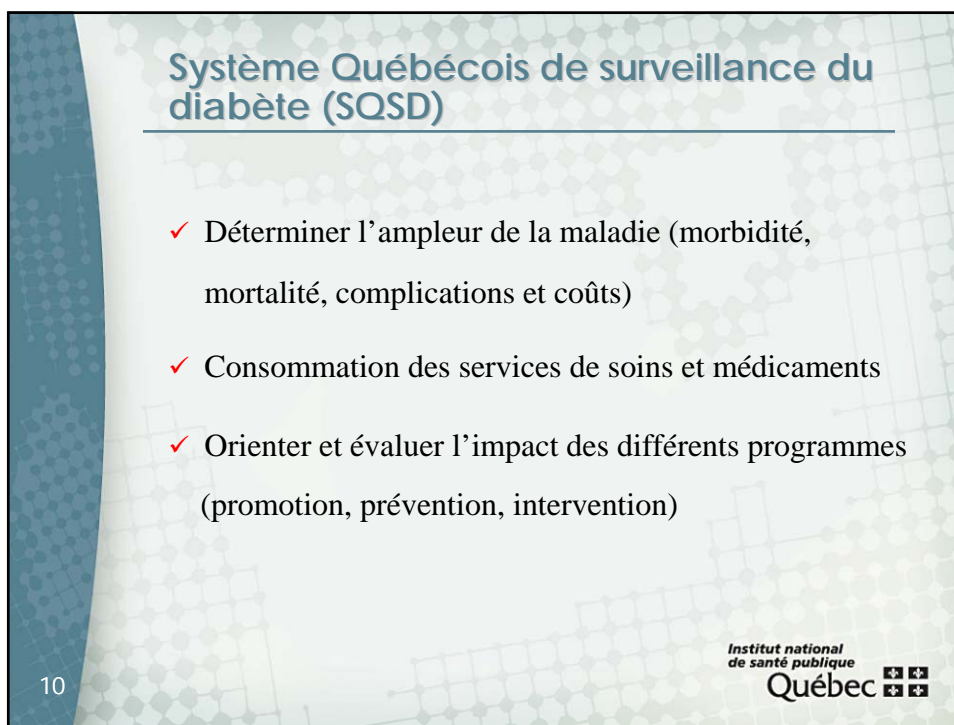 Système Québécois de surveillance du
diabète (SQSD)
✓ Déterminer l’ampleur de la maladie (morbidité,
mortalité, complications et coûts)
✓ Consommation des services de soins et médicaments
✓ Orienter et évaluer l’impact des différents programmes
(promotion, prévention, intervention)
Institut national
de santé publique
Québec
10